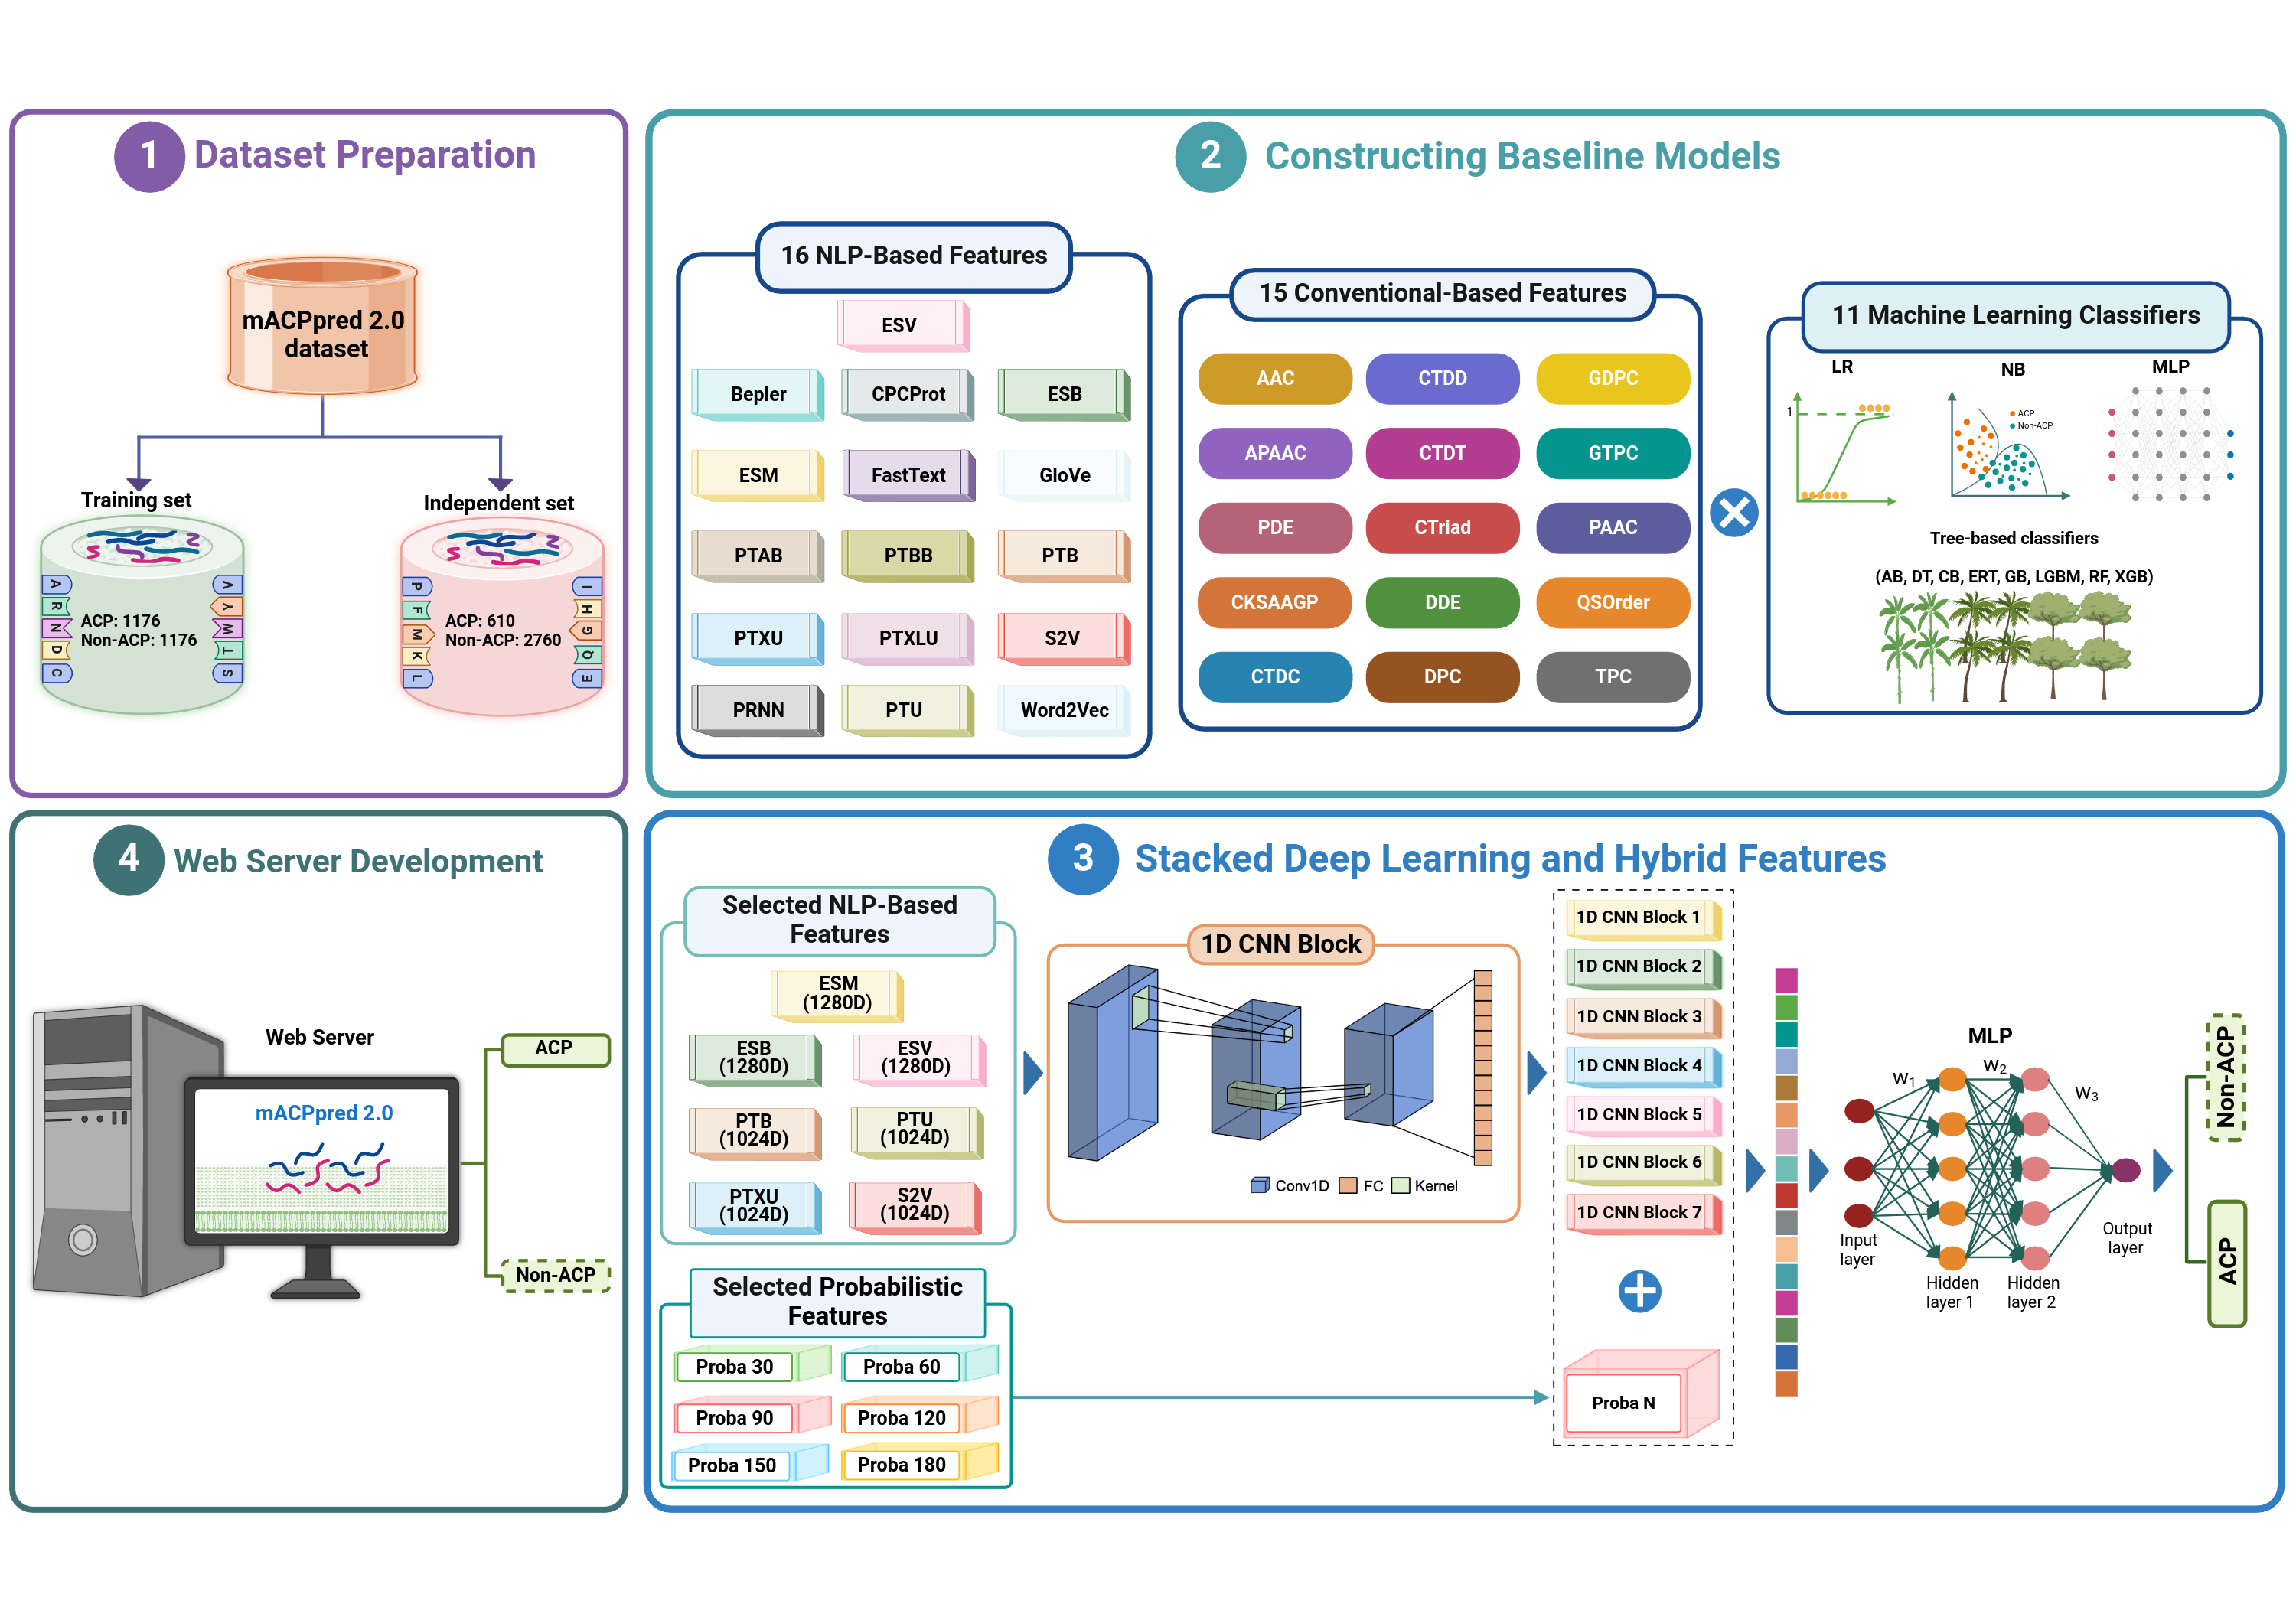 1 Dataset Preparation
mACPpred 2.0
dataset
Training set
Independent set
A
R
N
D
C
ACP: 1176
Non-ACP: 1176
V
Y
W
T
S
P
F
M
K
L
ACP: 610
Non-ACP: 2760
I
H
G
Q
E
2 Constructing Baseline Models
16 NLP-Based Features
ESV
Bepler CPCProt ESB
ESM FastText GloVe
PTAB PTBB PTB
PTXU PTXLU S2V
PRNN PTU Word2Vec
15 Conventional-Based Features
AAC CTDD GDPC
APAAC CTDT GTPC
PDE CTriad PAAC
CKSAAGP DDE QSOrder
CTDC DPC TPC
11 Machine Learning Classifiers
LR NB MLP
1
ACP
Non-ACP
Tree-based classifiers
(AB, DT, CB, ERT, GB, LGBM, RF, XGB)
3 Stacked Deep Learning and Hybrid Features
Selected NLP-Based
Features
ESM
(1280D)
ESB
(1280D)
ESV
(1280D)
PTB
(1024D)
PTU
(1024D)
PTXU
(1024D)
S2V
(1024D)
Selected Probabilistic
Features
Proba 30 Proba 60
Proba 90 Proba 120
Proba 150 Proba 180
1D CNN Block
Conv1D FC Kernel
1D CNN Block 1
1D CNN Block 2
1D CNN Block 3
1D CNN Block 4
1D CNN Block 5
1D CNN Block 6
1D CNN Block 7
Proba N
MLP
W1 W2 W3
Input
layer
Hidden
layer 1
Hidden
layer 2
Output
layer
Non-ACP
ACP
4 Web Server Development
Web Server
mACPpred 2.0
ACP
Non-ACP